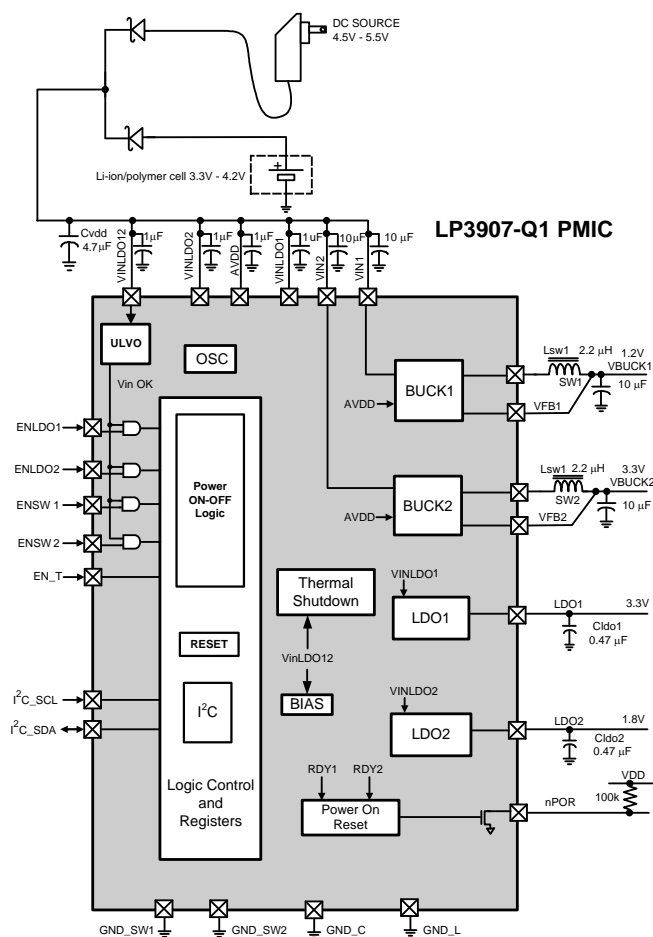 DC SOURCE
4.5V - 5.5V
Li-ion/polymer cell 3.3V - 4.2V
+
LP3907-Q1 PMIC
Cvdd
4.7μF
VINLDO12
1μF
VINLDO2
1μF
AVDD
1μF
VINLDO1
1uF
VIN2
10μF
VIN1
10 μF
ULVO
OSC
Vin OK
BUCK1
AVDD
Lsw1 2.2 μH
1.2V
SW1
VBUCK1
10 μF
VFB1
ENLDO1
ENLDO2
ENSW 1
ENSW 2
EN_T
Power
ON-OFF
Logic
BUCK2
AVDD
Lsw1 2.2 μH
3.3V
SW2
VBUCK2
10 μF
VFB2
Thermal
Shutdown
VinLDO12
BIAS
VINLDO1
LDO1
LDO1
3.3V
Cldo1
0.47 μF
RESET
I²C_SCL
I²C_SDA
I²C
VINLDO2
LDO2
LDO2
1.8V
Cldo2
0.47 μF
Logic Control
and
Registers
RDY1 RDY2
Power On
Reset
VDD
100k
nPOR
GND_SW1
GND_SW2
GND_C
GND_L